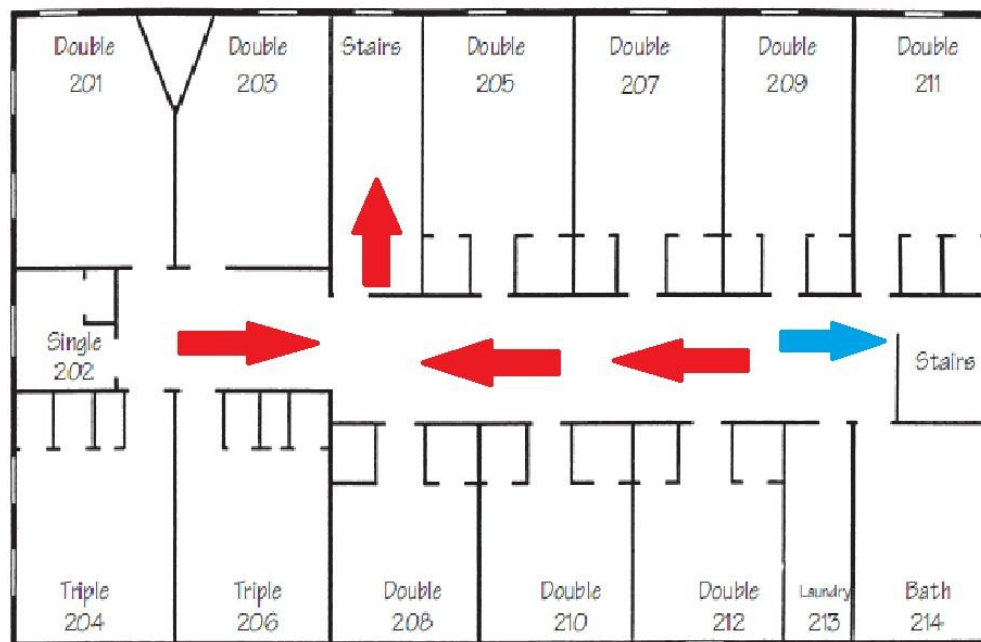 Double
201
Double
203
Stairs
Double
205
Double
207
Double
209
Double
211
Single
202
Stairs
Triple
204
Triple
206
Double
208
Double
210
Double
212
Laundry
213
Bath
214